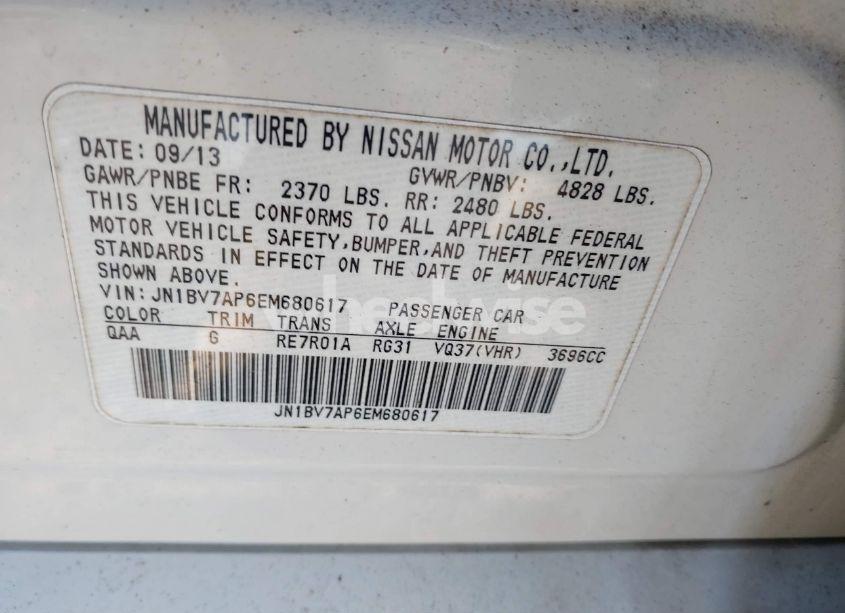 MANUFACTURED BY NISSAN MOTOR CO.,LTD.
DATE: 09/13 GVWR/PNBV: 4828 LBS.
GAWR/PNBE FR: 2370 LBS. RR: 2480 LBS.
THIS VEHICLE CONFORMS TO ALL APPLICABLE FEDERAL
MOTOR VEHICLE SAFETY,BUMPER,AND THEFT PREVENTION
STANDARDS IN EFFECT ON THE DATE OF MANUFACTURE
SHOWN ABOVE.
VIN:JN1BV7AP6EM680617 PASSENGER CAR
COLOR TRIM TRANS AXLE ENGINE
QAA G RE7R01A RG31 VQ37(VHR) 3696CC
JN1BV7AP6EM680617